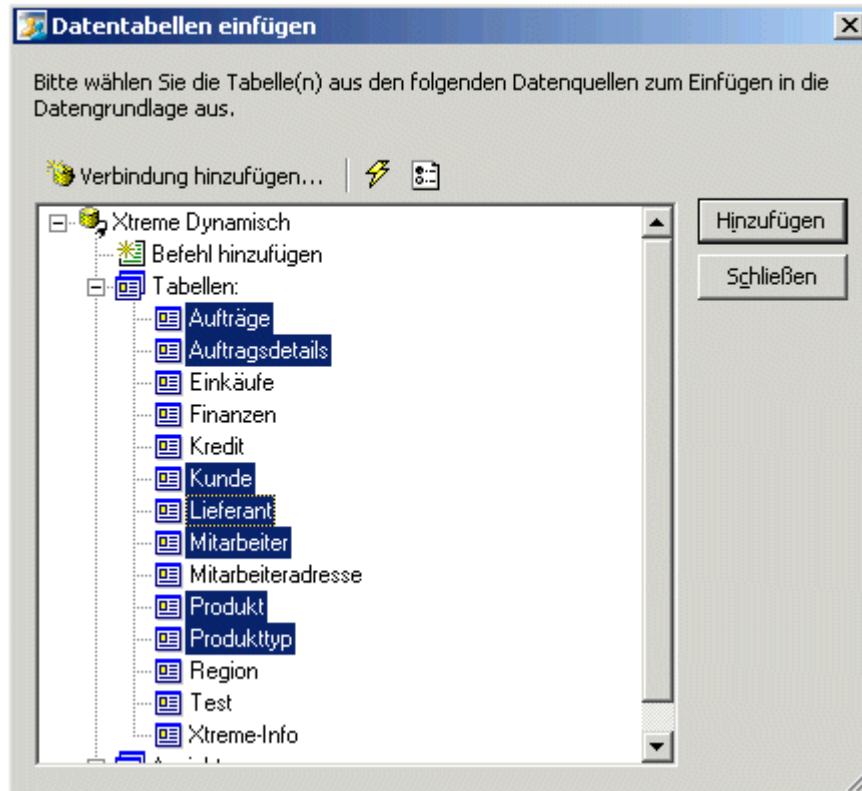 Datentabellen einfügen
Bitte wählen Sie die Tabelle(n) aus den folgenden Datenquellen zum Einfügen in die
Datengrundlage aus.
Verbindung hinzufügen...
Xtreme Dynamisch
Befehl hinzufügen
Tabellen:
Aufträge
Auftragsdetails
Einkäufe
Finanzen
Kredit
Kunde
Lieferant
Mitarbeiter
Mitarbeiteradresse
Produkt
Produkttyp
Region
Test
Xtreme-Info
Hinzufügen
Schließen